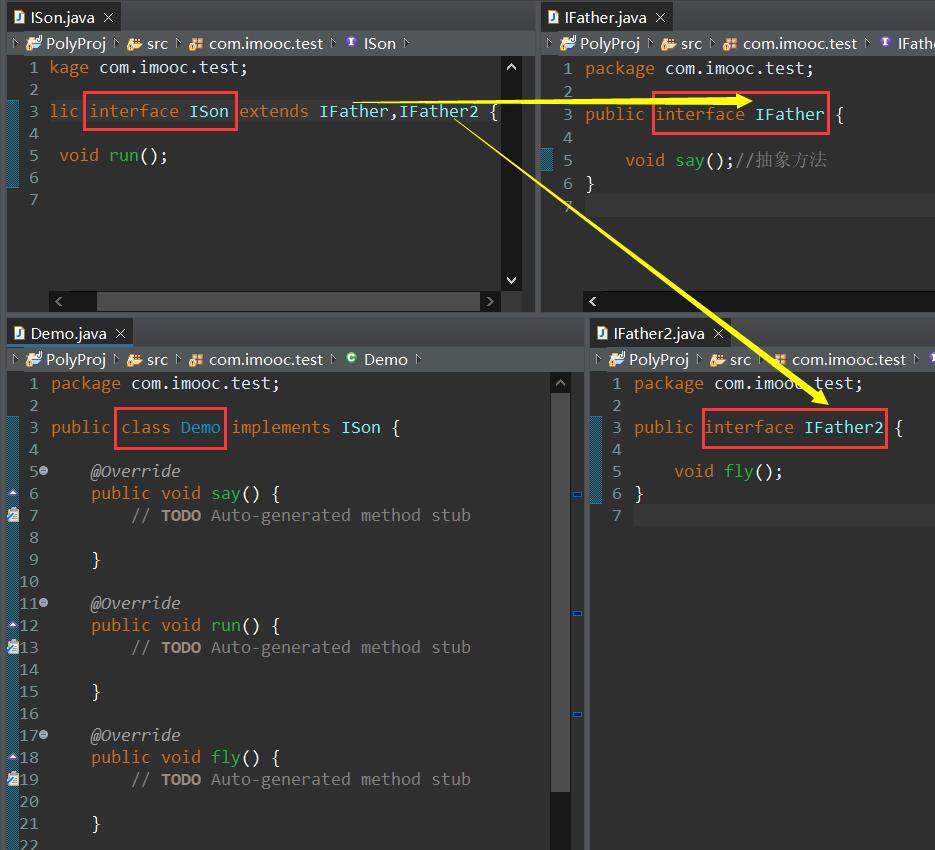 ISon.java
PolyProj src com.imooc.test ISon
1 kage com.imooc.test;
2
3 lic interface ISon extends IFather,IFather2 {
4
5 void run();
6
7
IFather.java
PolyProj src com.imooc.test IFath
1 package com.imooc.test;
2
3 public interface IFather {
4
5 void say();//抽象方法
6 }
7
Demo.java
PolyProj src com.imooc.test Demo
1 package com.imooc.test;
2
3 public class Demo implements ISon {
4
5 @Override
6 public void say() {
7 // TODO Auto-generated method stub
8
9 }
10
11 @Override
12 public void run() {
13 // TODO Auto-generated method stub
14
15 }
16
17 @Override
18 public void fly() {
19 // TODO Auto-generated method stub
20
21 }
22
IFather2.java
PolyProj src com.imooc.test
1 package com.imooc.test;
2
3 public interface IFather2 {
4
5 void fly();
6 }
7